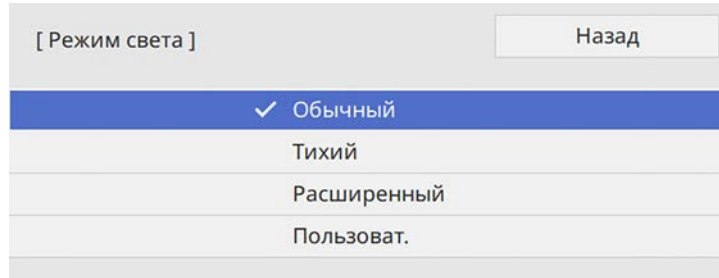 [ Режим света ]
Назад
Обычный
Тихий
Расширенный
Пользоват.